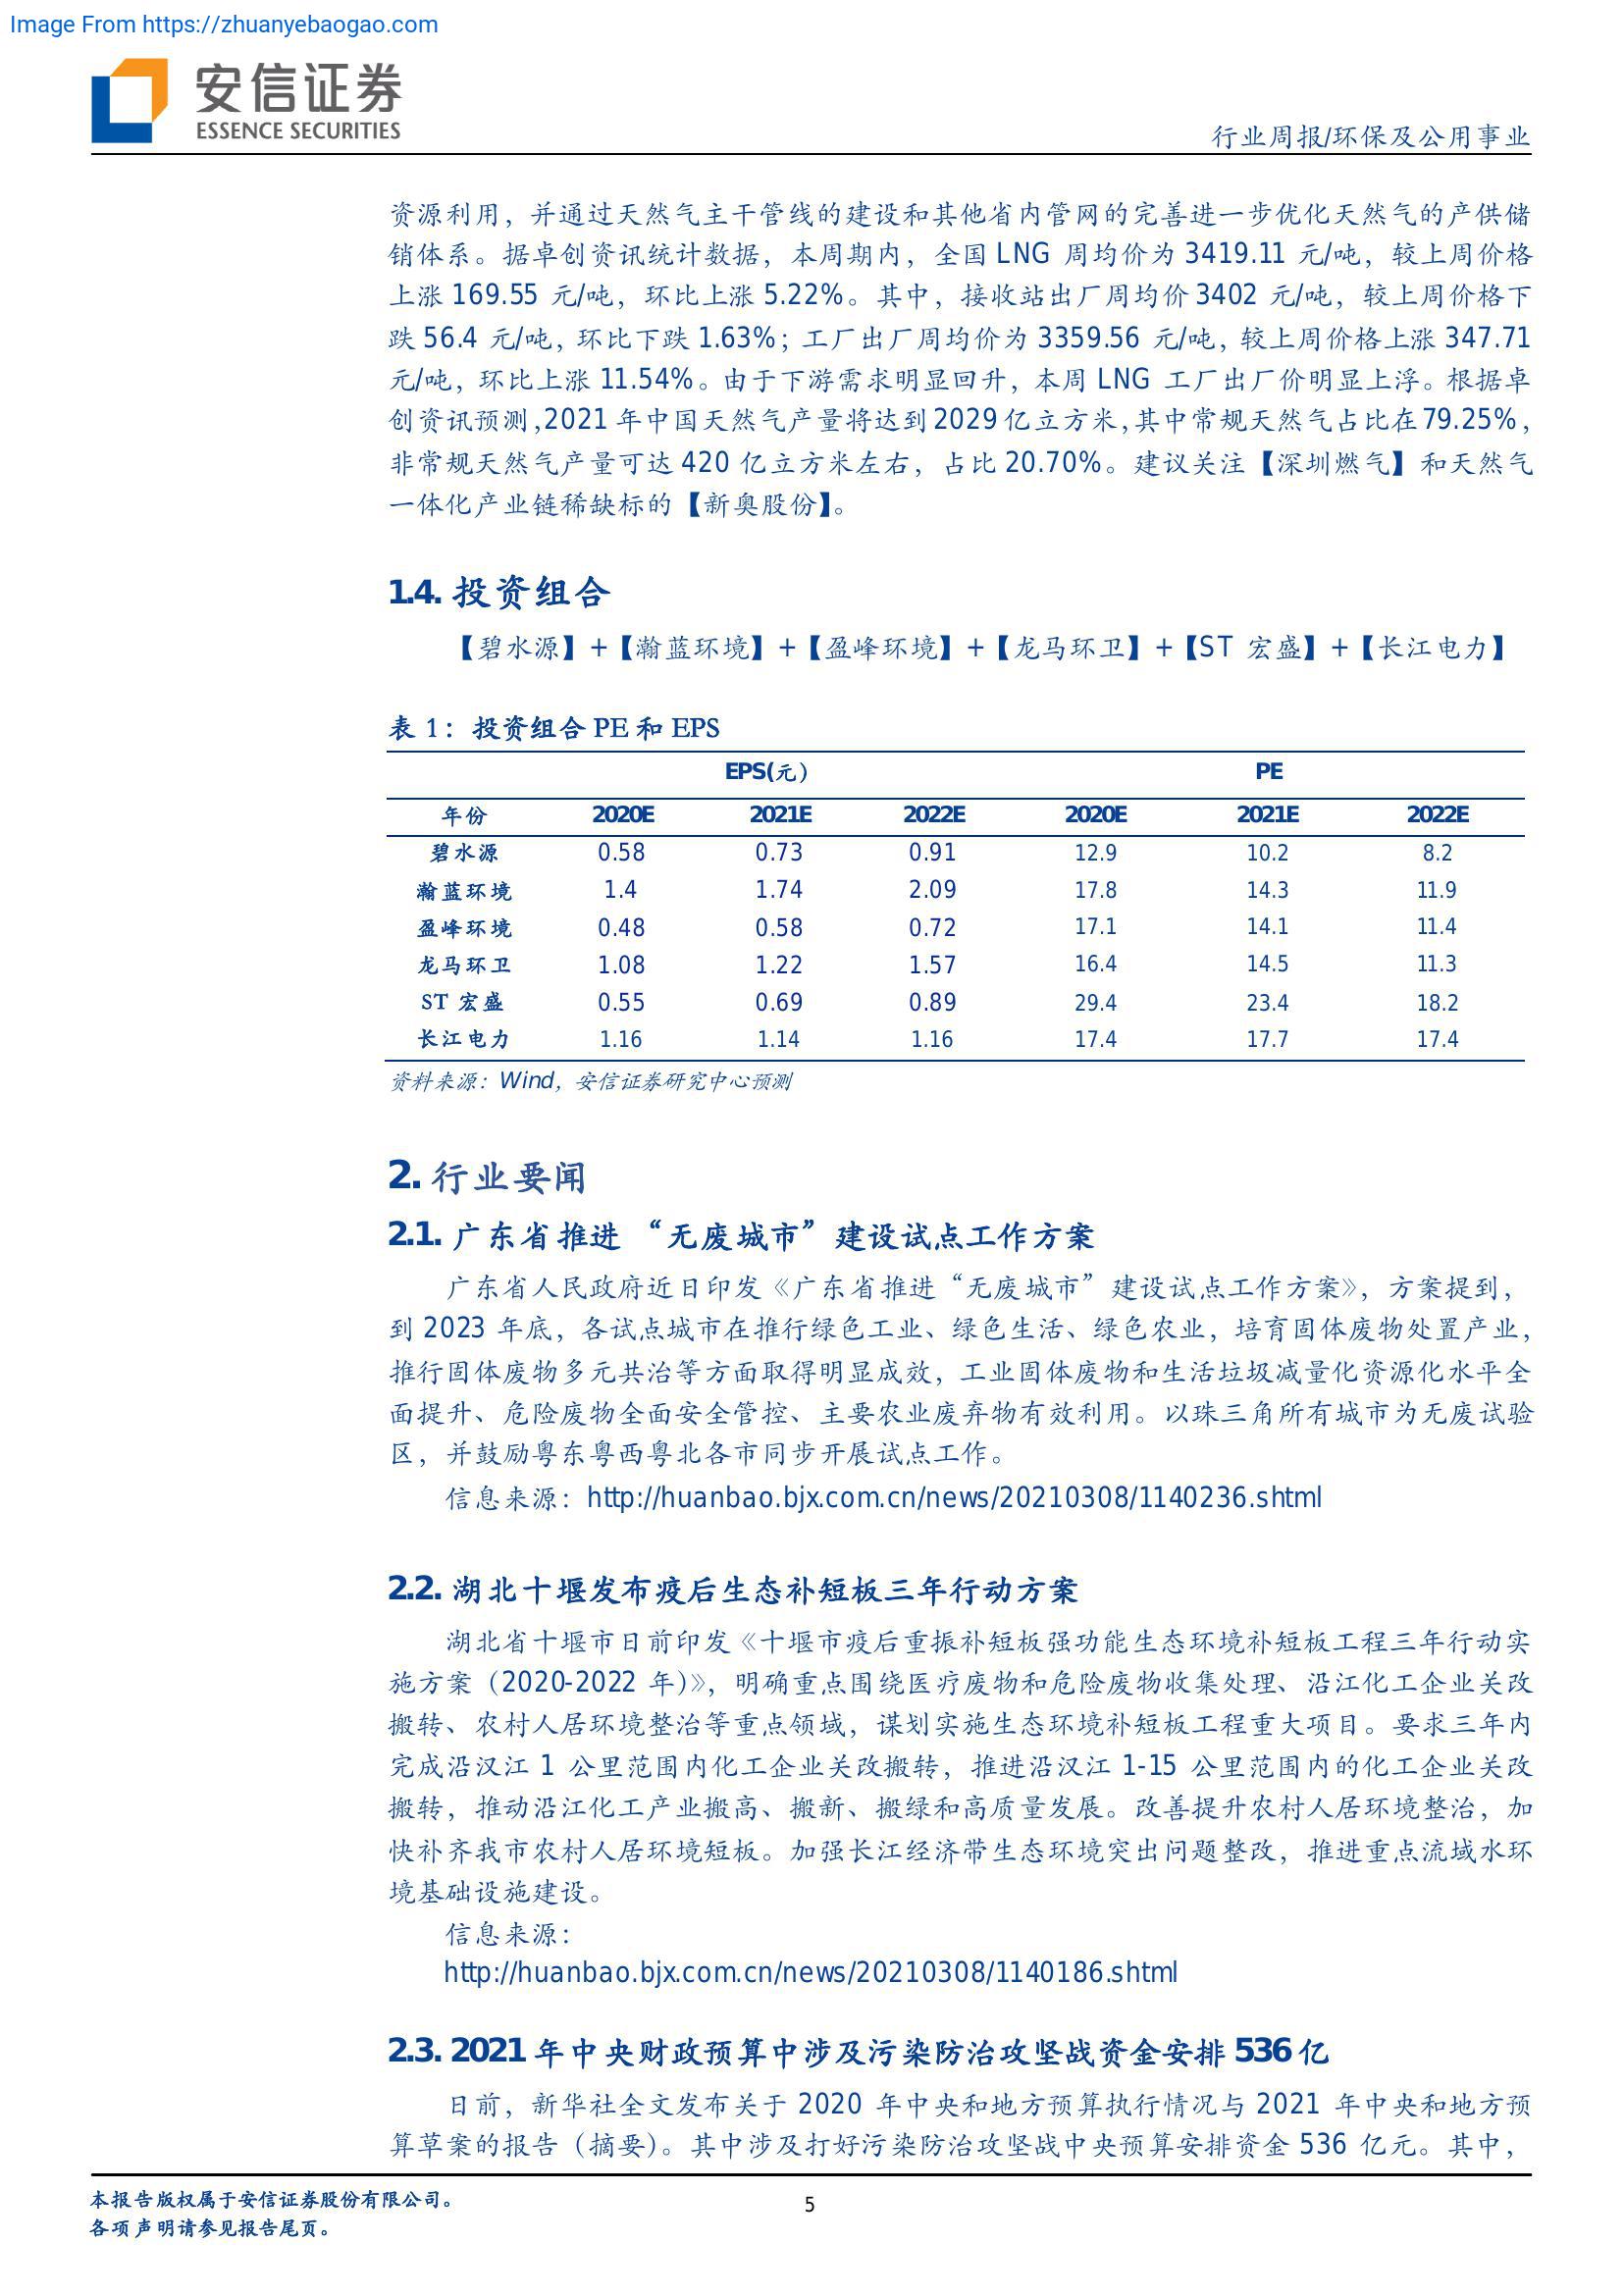 Image From https://zhuanyebaogao.com
安信证券
ESSENCE SECURITIES
行业周报/环保及公用事业
资源利用，并通过天然气主干管线的建设和其他省内管网的完善进一步优化天然气的产供储
销体系。据卓创资讯统计数据，本周期内，全国 LNG 周均价为 3419.11 元/吨，较上周价格
上涨 169.55 元/吨，环比上涨 5.22%。其中，接收站出厂周均价 3402 元/吨，较上周价格下
跌 56.4 元/吨，环比下跌 1.63%；工厂出厂周均价为 3359.56 元/吨，较上周价格上涨 347.71
元/吨，环比上涨 11.54%。由于下游需求明显回升，本周 LNG 工厂出厂价明显上浮。根据卓
创资讯预测，2021 年中国天然气产量将达到 2029 亿立方米，其中常规天然气占比在 79.25%，
非常规天然气产量可达 420 亿立方米左右，占比 20.70%。建议关注【深圳燃气】和天然气
一体化产业链稀缺标的【新奥股份】。
1.4. 投资组合
【碧水源】+【瀚蓝环境】+【盈峰环境】+【龙马环卫】+【ST 宏盛】+【长江电力】
表 1：投资组合 PE 和 EPS
EPS(元） PE
年份 2020E 2021E 2022E 2020E 2021E 2022E
碧水源 0.58 0.73 0.91 12.9 10.2 8.2
瀚蓝环境 1.4 1.74 2.09 17.8 14.3 11.9
盈峰环境 0.48 0.58 0.72 17.1 14.1 11.4
龙马环卫 1.08 1.22 1.57 16.4 14.5 11.3
ST 宏盛 0.55 0.69 0.89 29.4 23.4 18.2
长江电力 1.16 1.14 1.16 17.4 17.7 17.4
资料来源：Wind，安信证券研究中心预测
2. 行业要闻
2.1. 广东省推进 “无废城市”建设试点工作方案
广东省人民政府近日印发《广东省推进“无废城市”建设试点工作方案》，方案提到，
到 2023 年底，各试点城市在推行绿色工业、绿色生活、绿色农业，培育固体废物处置产业，
推行固体废物多元共治等方面取得明显成效，工业固体废物和生活垃圾减量化资源化水平全
面提升、危险废物全面安全管控、主要农业废弃物有效利用。以珠三角所有城市为无废试验
区，并鼓励粤东粤西粤北各市同步开展试点工作。
信息来源：http://huanbao.bjx.com.cn/news/20210308/1140236.shtml
2.2. 湖北十堰发布疫后生态补短板三年行动方案
湖北省十堰市日前印发《十堰市疫后重振补短板强功能生态环境补短板工程三年行动实
施方案（2020-2022 年）》，明确重点围绕医疗废物和危险废物收集处理、沿江化工企业关改
搬转、农村人居环境整治等重点领域，谋划实施生态环境补短板工程重大项目。要求三年内
完成沿汉江 1 公里范围内化工企业关改搬转，推进沿汉江 1-15 公里范围内的化工企业关改
搬转，推动沿江化工产业搬高、搬新、搬绿和高质量发展。改善提升农村人居环境整治，加
快补齐我市农村人居环境短板。加强长江经济带生态环境突出问题整改，推进重点流域水环
境基础设施建设。
信息来源：
http://huanbao.bjx.com.cn/news/20210308/1140186.shtml
2.3. 2021 年中央财政预算中涉及污染防治攻坚战资金安排 536 亿
日前，新华社全文发布关于 2020 年中央和地方预算执行情况与 2021 年中央和地方预
算草案的报告（摘要）。其中涉及打好污染防治攻坚战中央预算安排资金 536 亿元。其中，
本报告版权属于安信证券股份有限公司。
各项声明请参见报告尾页。
5